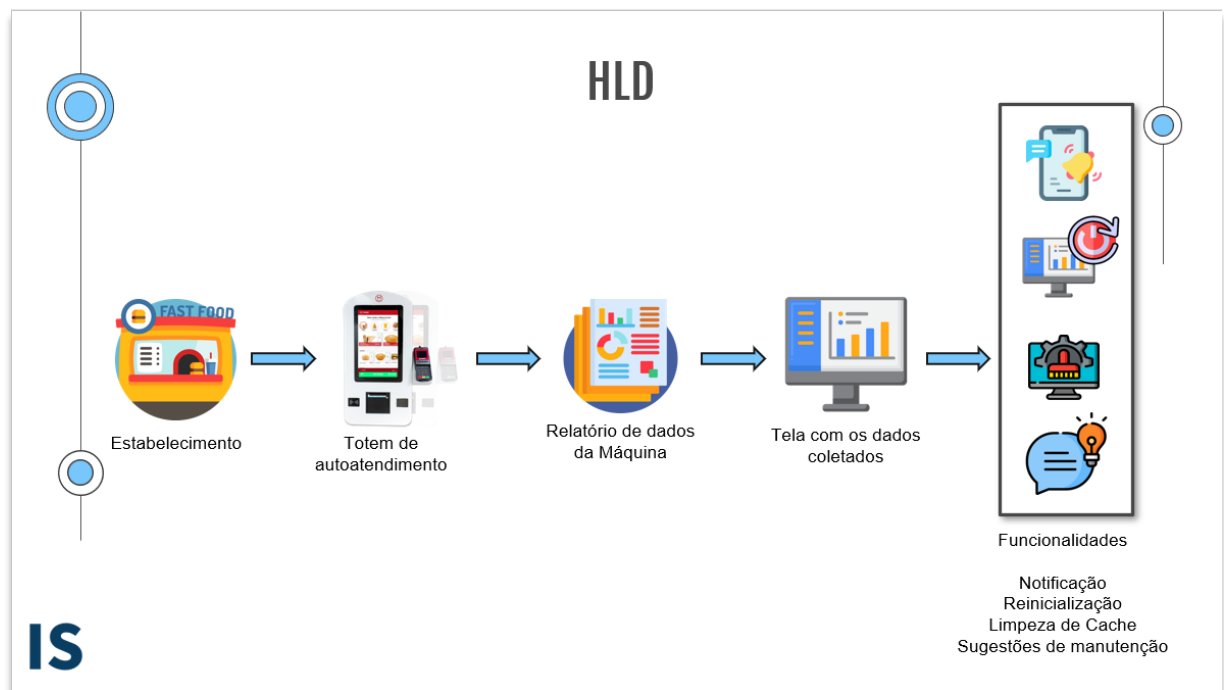 HLD
FAST FOOD
Estabelecimento
Totem de
autoatendimento
Relatório de dados
da Máquina
Tela com os dados
coletados
Funcionalidades
Notificação
Reinicialização
Limpeza de Cache
Sugestões de manutenção
IS